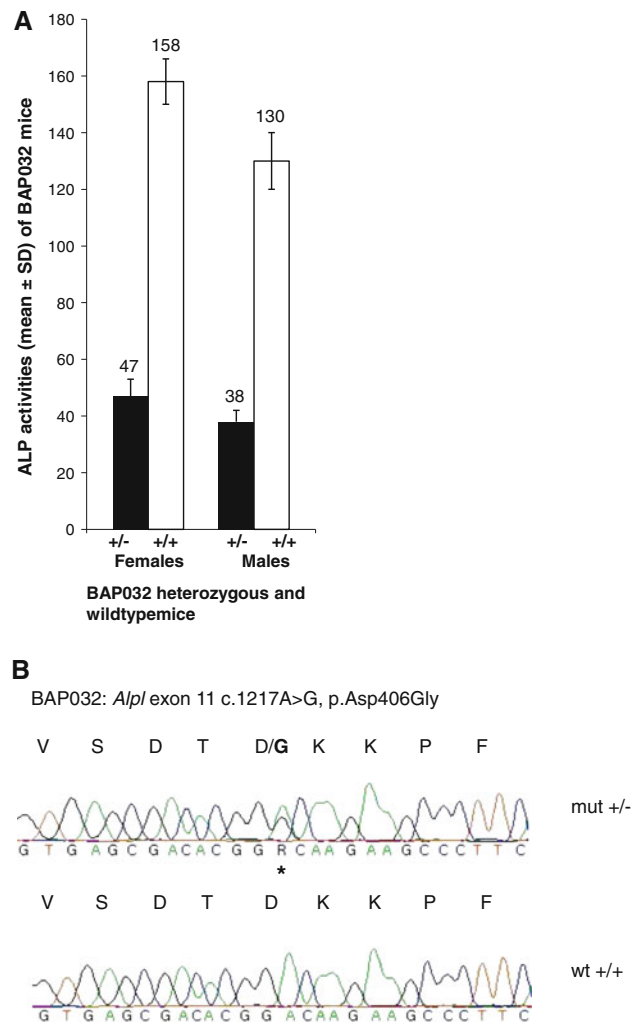 A
ALP activities (mean ± SD) of BAP032 mice
180
160
140
120
100
80
60
40
20
0
158
130
47
38
+/- +/+ +/- +/+
Females Males
BAP032 heterozygous and
wildtypemice
B
BAP032: Alpl exon 11 c.1217A>G, p.Asp406Gly
V S D T D/G K K P F
mut +/-
G T G A G C G A C A C G G R C A A G A A G C C C T T C
*
V S D T D K K P F
wt +/+
G T G A G C G A C A C G G A C A A G A A G C C C T T C